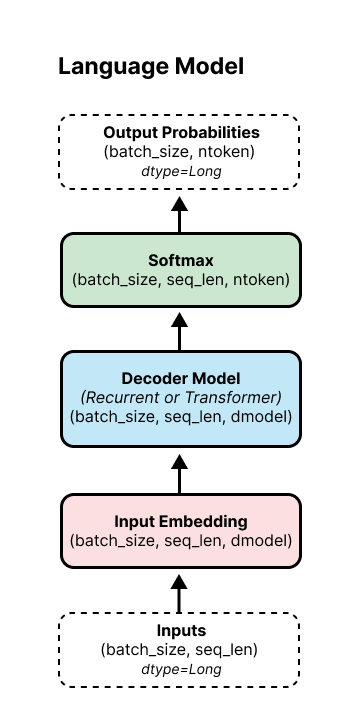 Language Model
Output Probabilities
(batch_size, ntoken)
dtype=Long
Softmax
(batch_size, seq_len, ntoken)
Decoder Model
(Recurrent or Transformer)
(batch_size, seq_len, dmodel)
Input Embedding
(batch_size, seq_len, dmodel)
Inputs
(batch_size, seq_len)
dtype=Long